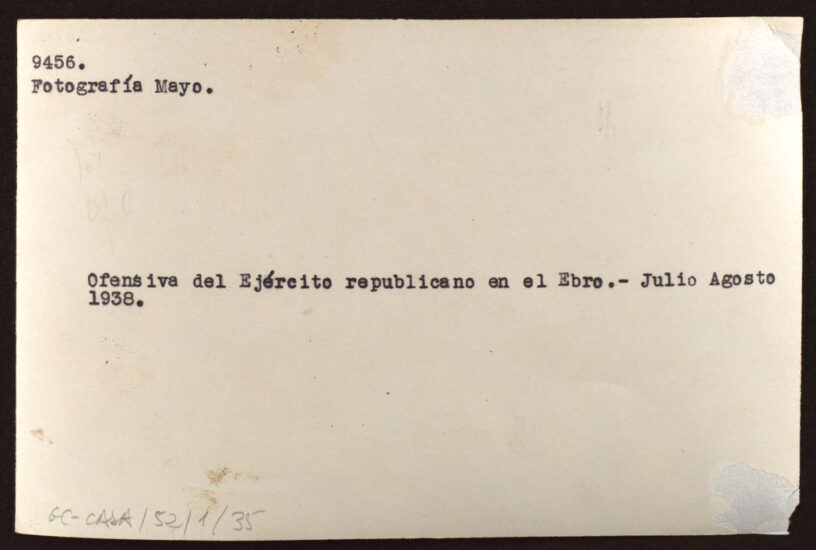 9456.
Fotografía Mayo.
Ofensiva del Ejército republicano en el Ebro.- Julio Agosto
1938.
GC-CAJA/52/1/35